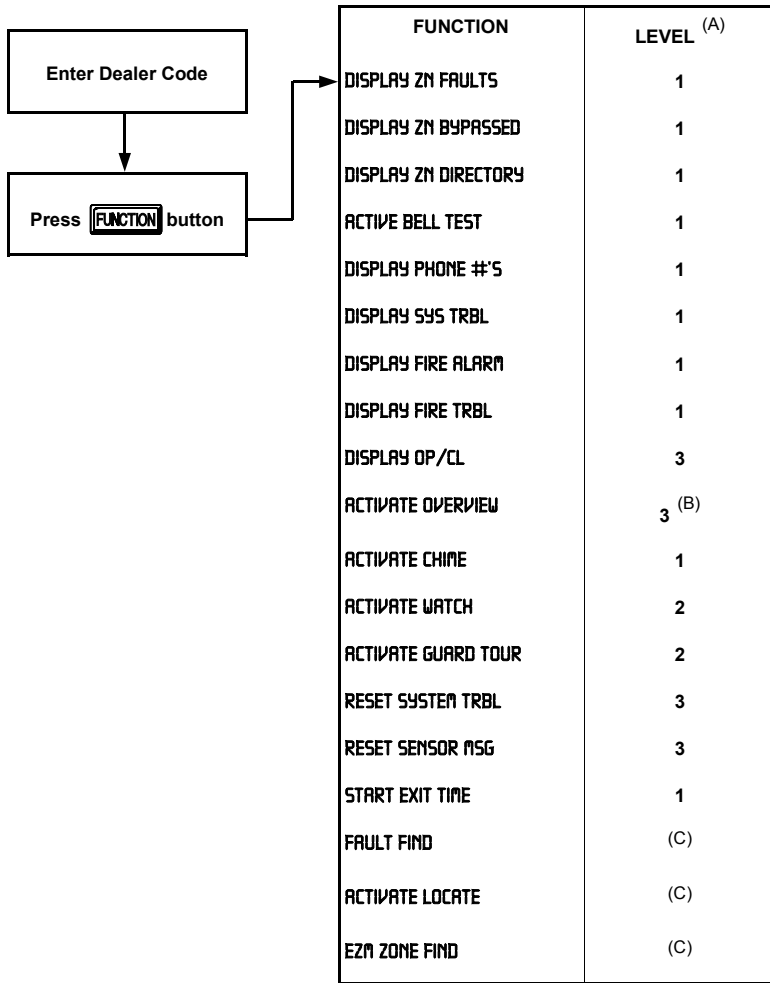 Enter Dealer Code
Press FUNCTION button
FUNCTION LEVEL (A)
DISPLAY ZN FAULTS 1
DISPLAY ZN BYPASSED 1
DISPLAY ZN DIRECTORY 1
ACTIVE BELL TEST 1
DISPLAY PHONE #'S 1
DISPLAY SYS TRBL 1
DISPLAY FIRE ALARM 1
DISPLAY FIRE TRBL 1
DISPLAY OP/CL 3
ACTIVATE OVERVIEW 3 (B)
ACTIVATE CHIME 1
ACTIVATE WATCH 2
ACTIVATE GUARD TOUR 2
RESET SYSTEM TRBL 3
RESET SENSOR MSG 3
START EXIT TIME 1
FAULT FIND (C)
ACTIVATE LOCATE (C)
EZM ZONE FIND (C)